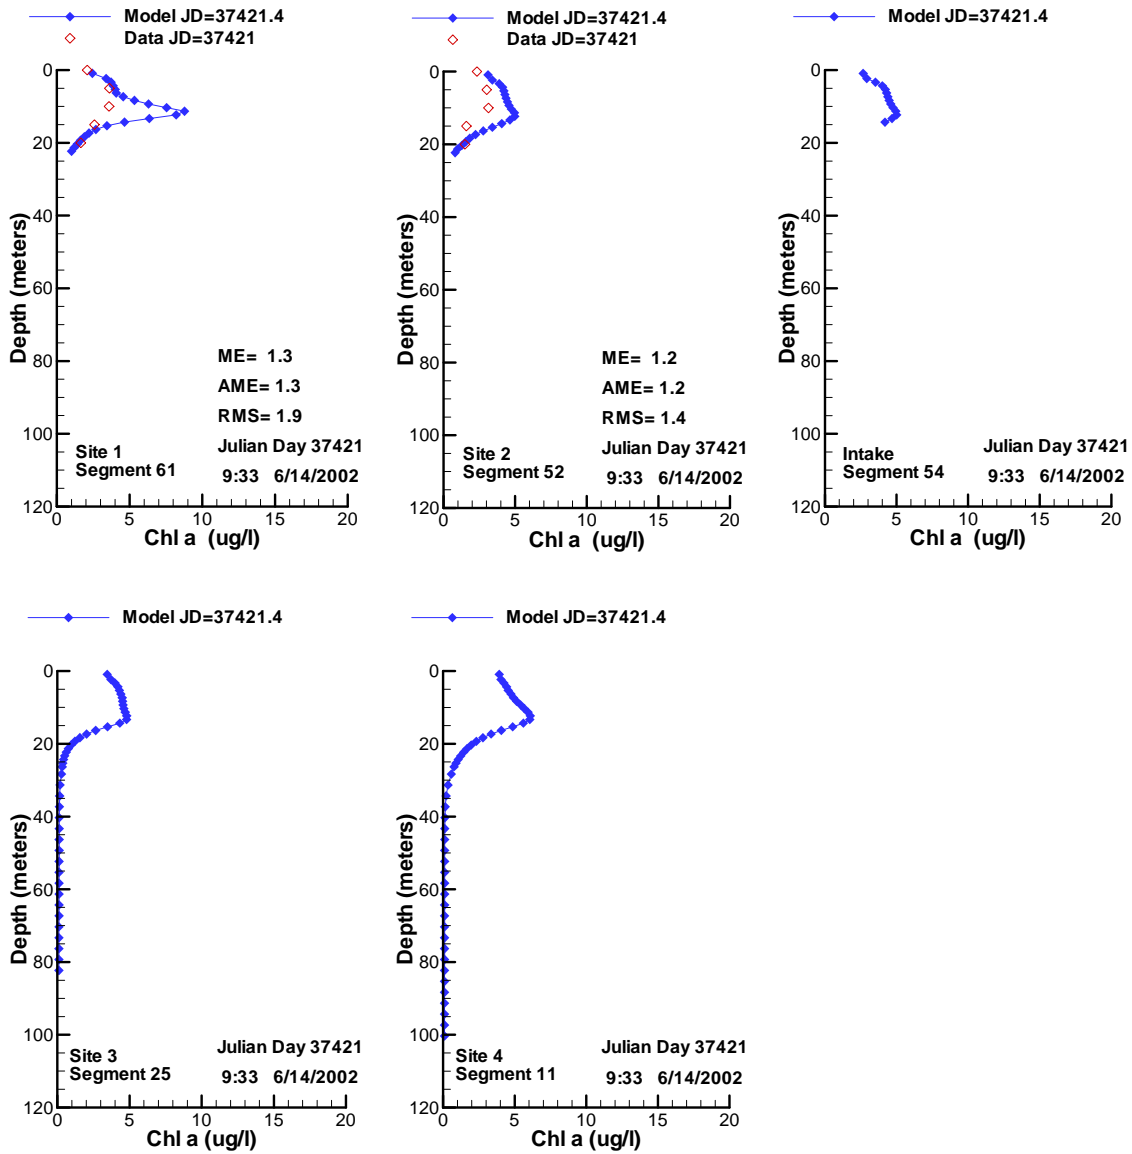 Model JD=37421.4
Data JD=37421
0
20
40
60
80
100
120
Depth (meters)
ME= 1.3
AME= 1.3
RMS= 1.9
Site 1
Segment 61
Julian Day 37421
9:33 6/14/2002
0 5 10 15 20
Chl a (ug/l)
Model JD=37421.4
Data JD=37421
0
20
40
60
80
100
120
Depth (meters)
ME= 1.2
AME= 1.2
RMS= 1.4
Site 2
Segment 52
Julian Day 37421
9:33 6/14/2002
0 5 10 15 20
Chl a (ug/l)
Model JD=37421.4
0
20
40
60
80
100
120
Depth (meters)
Intake
Segment 54
Julian Day 37421
9:33 6/14/2002
0 5 10 15 20
Chl a (ug/l)
Model JD=37421.4
0
20
40
60
80
100
120
Depth (meters)
Site 3
Segment 25
Julian Day 37421
9:33 6/14/2002
0 5 10 15 20
Chl a (ug/l)
Model JD=37421.4
0
20
40
60
80
100
120
Depth (meters)
Site 4
Segment 11
Julian Day 37421
9:33 6/14/2002
0 5 10 15 20
Chl a (ug/l)